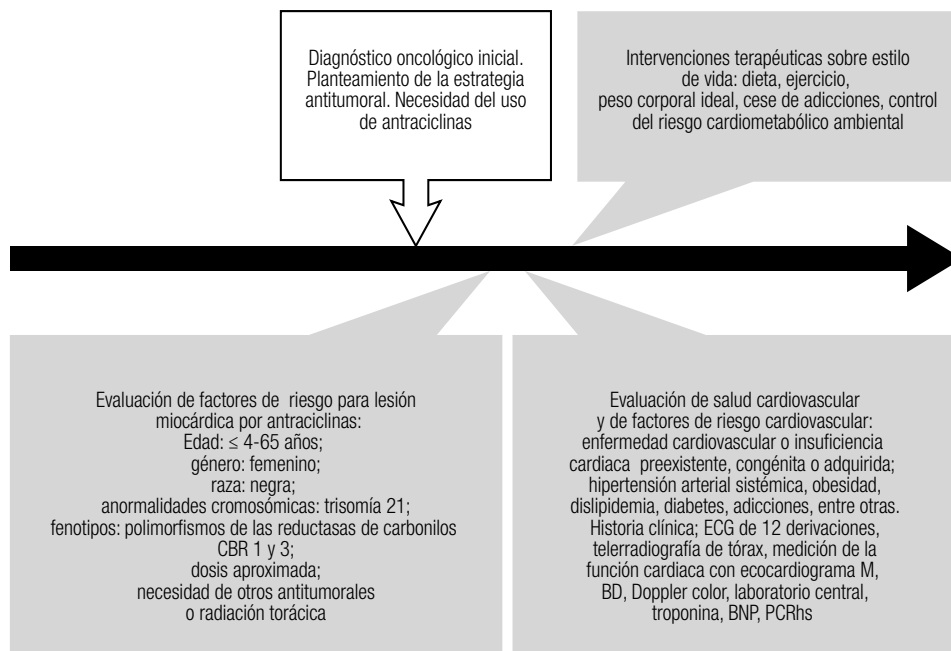 Diagnóstico oncológico inicial.
Planteamiento de la estrategia
antitumoral. Necesidad del uso
de antraciclinas
Intervenciones terapéuticas sobre estilo
de vida: dieta, ejercicio,
peso corporal ideal, cese de adicciones, control
del riesgo cardiometabólico ambiental
Evaluación de factores de riesgo para lesión
miocárdica por antraciclinas:
Edad: ≤ 4-65 años;
género: femenino;
raza: negra;
anormalidades cromosómicas: trisomía 21;
fenotipos: polimorfismos de las reductasas de carbonilos
CBR 1 y 3;
dosis aproximada;
necesidad de otros antitumorales
o radiación torácica
Evaluación de salud cardiovascular
y de factores de riesgo cardiovascular:
enfermedad cardiovascular o insuficiencia
cardiaca preexistente, congénita o adquirida;
hipertensión arterial sistémica, obesidad,
dislipidemia, diabetes, adicciones, entre otras.
Historia clínica; ECG de 12 derivaciones,
telerradiografía de tórax, medición de la
función cardiaca con ecocardiograma M,
BD, Doppler color, laboratorio central,
troponina, BNP, PCRhs